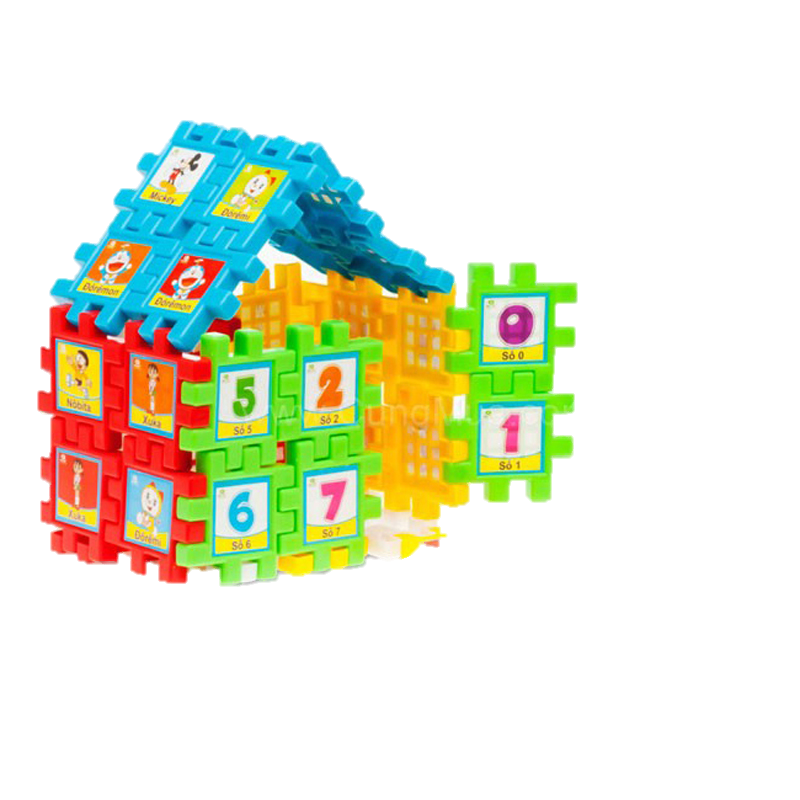 Mickey
Đôrêmi
Đôrêmon
Đôrêmon
Nôbita
Xuka
Xuka
Đôrêmi
5
Số 5
2
Số 2
6
Số 6
7
Số 7
0
Số 0
1
Số 1